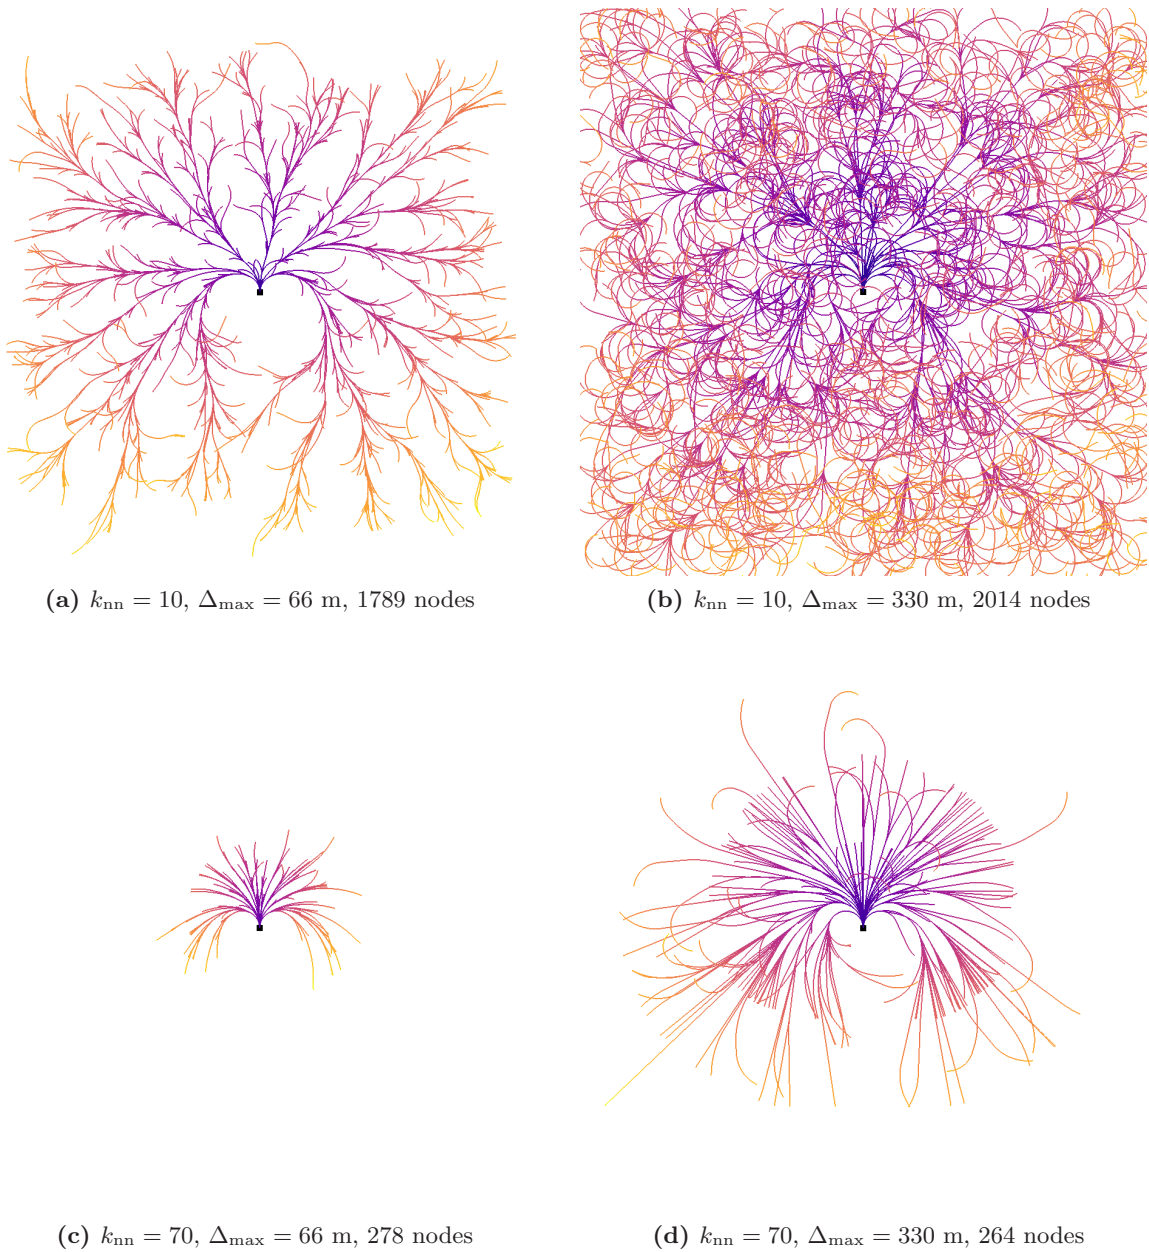 (a) k_nn = 10, Δ_max = 66 m, 1789 nodes
(b) k_nn = 10, Δ_max = 330 m, 2014 nodes
(c) k_nn = 70, Δ_max = 66 m, 278 nodes
(d) k_nn = 70, Δ_max = 330 m, 264 nodes